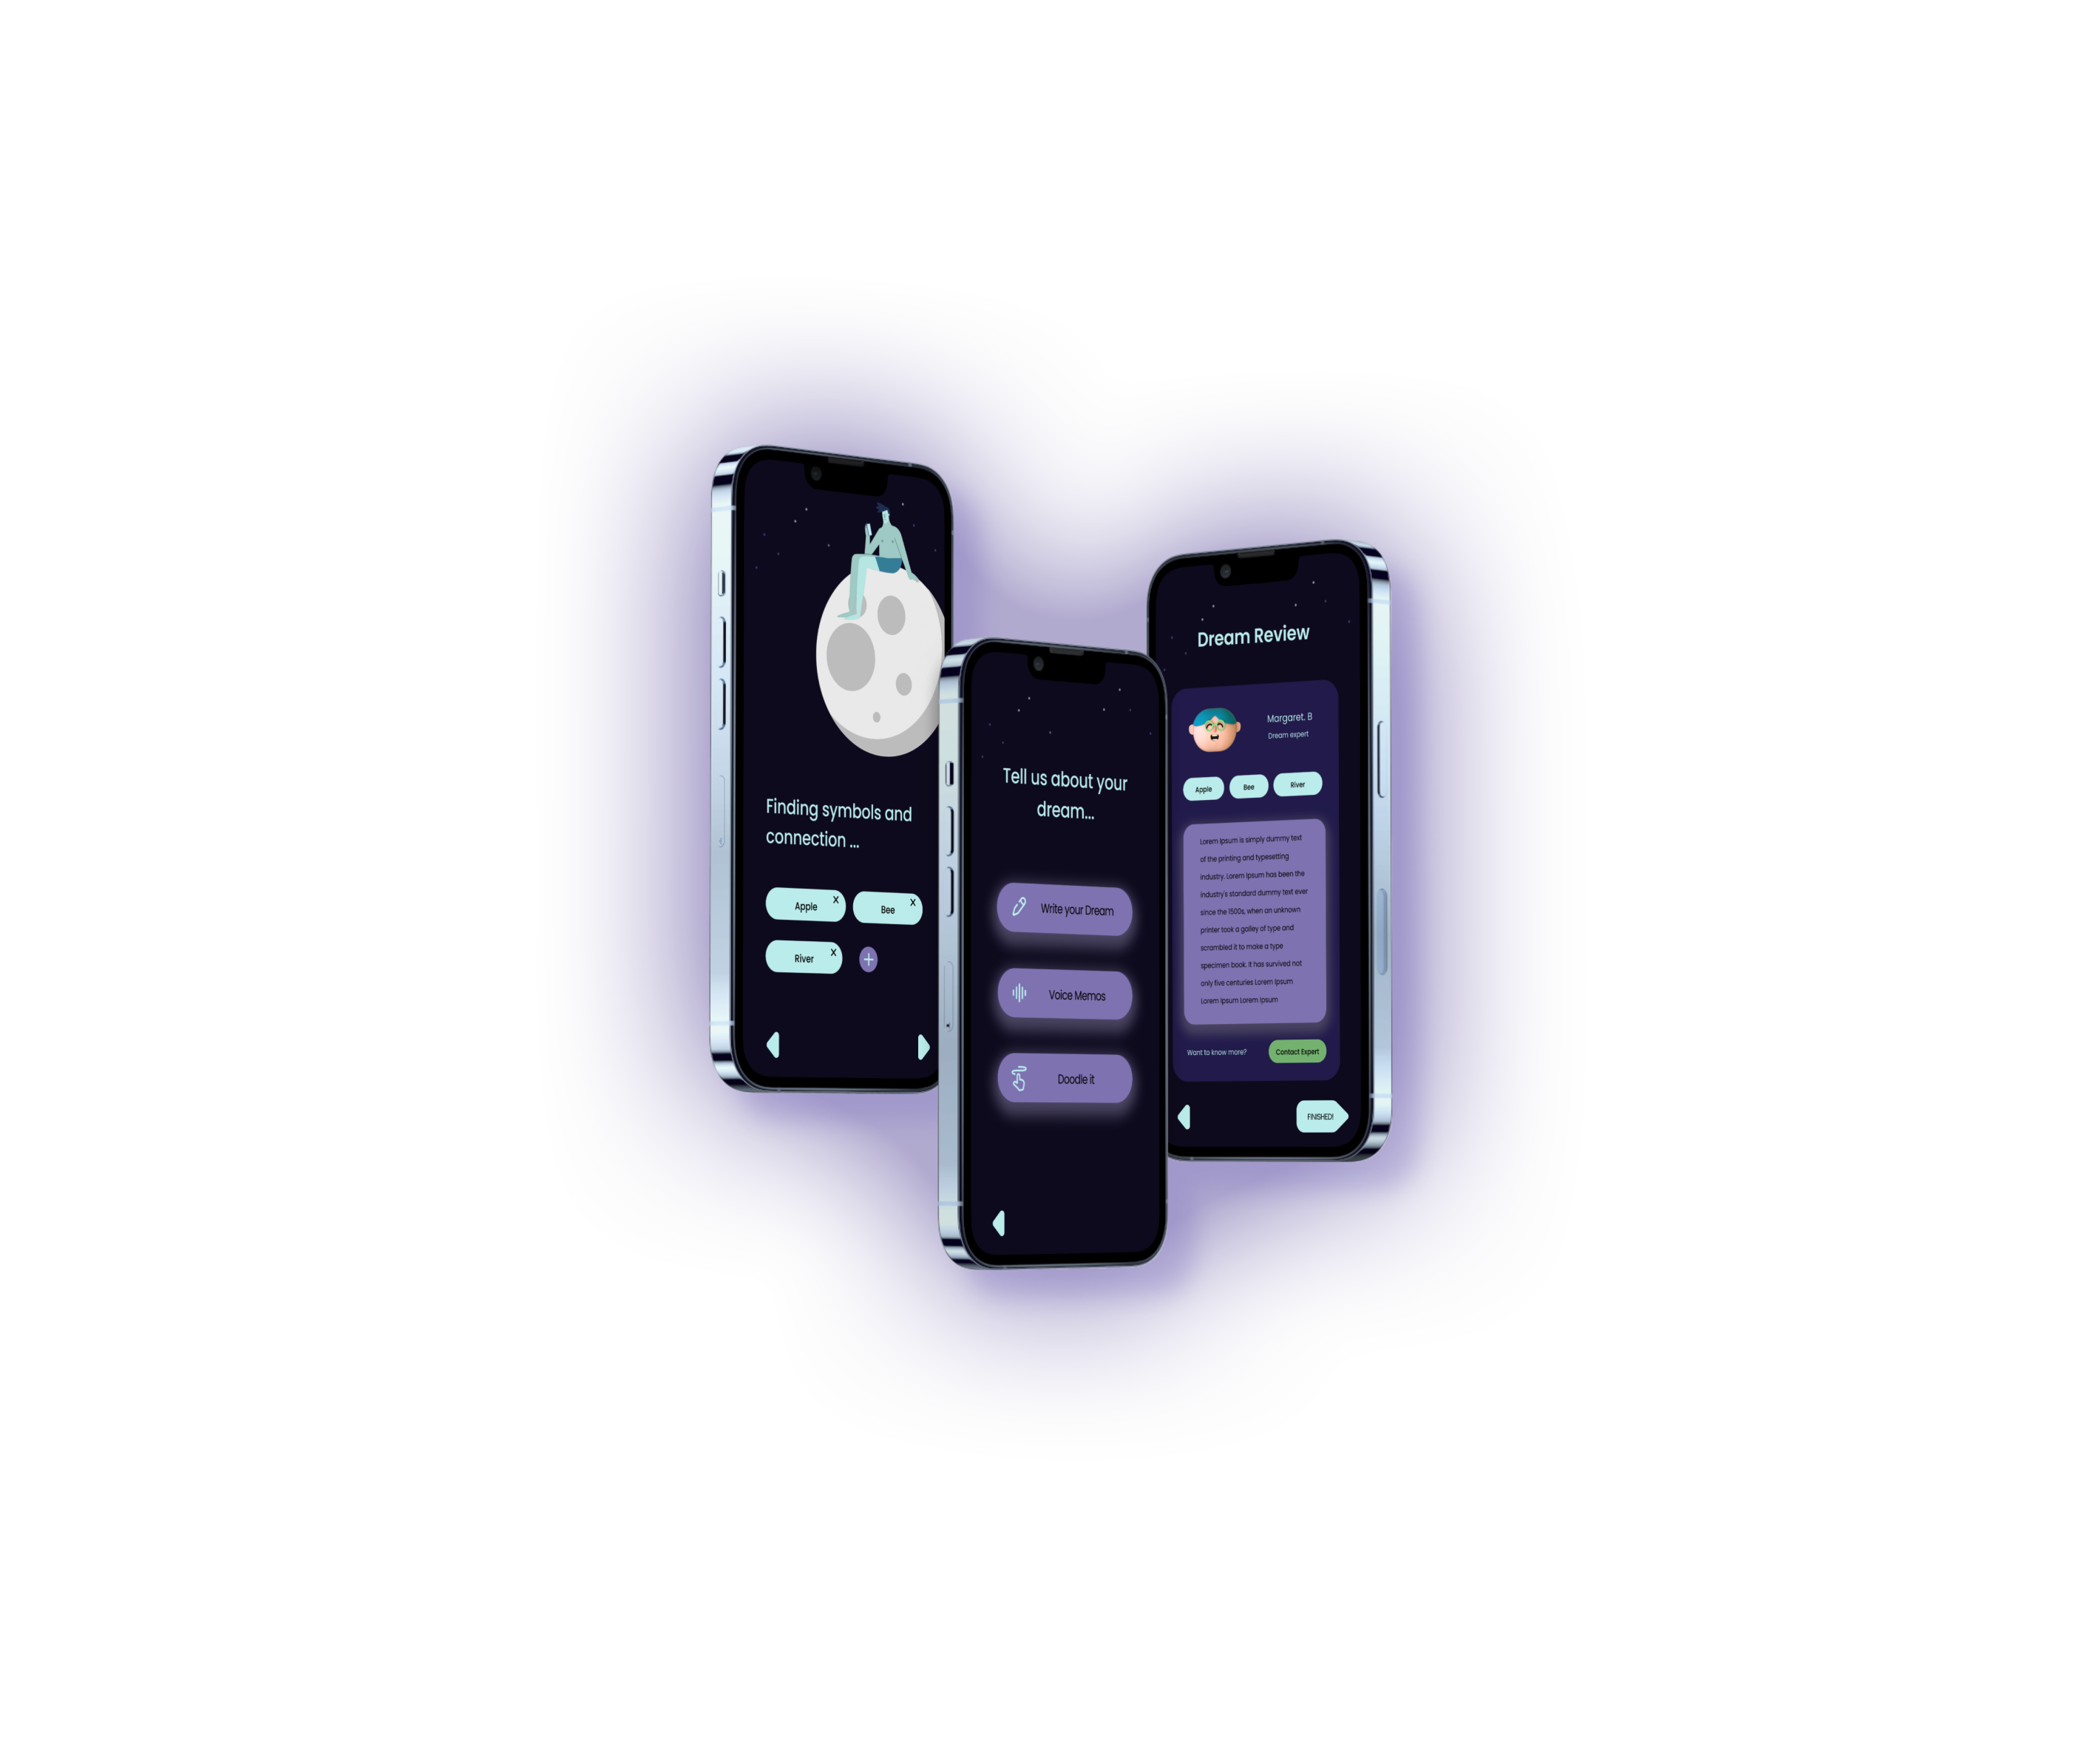 Finding symbols and
connection ...
Apple X
Bee X
River X
Tell us about your
dream...
Write your Dream
Voice Memos
Doodle it
Dream Review
Margaret. B
Dream expert
Apple
Bee
River
Lorem Ipsum is simply dummy text
of the printing and typesetting
industry. Lorem Ipsum has been the
industry's standord dummy text ever
since the 1500s, when an unknown
printer took a galley of type and
scrambled it to make a type
specimen book. It has survived not
only five centuries Lorem Ipsum
Lorem Ipsum Lorem Ipsum
Want to know more?
Contact Expert
FINISHED!